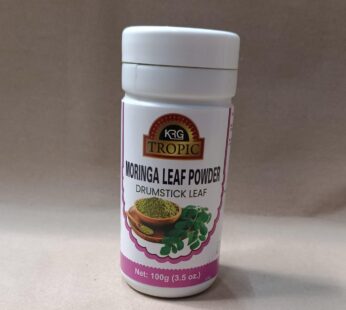 KRG
TROPIC
MORINGA LEAF POWDER
DRUMSTICK LEAF
Net: 100g (3.5 oz.)